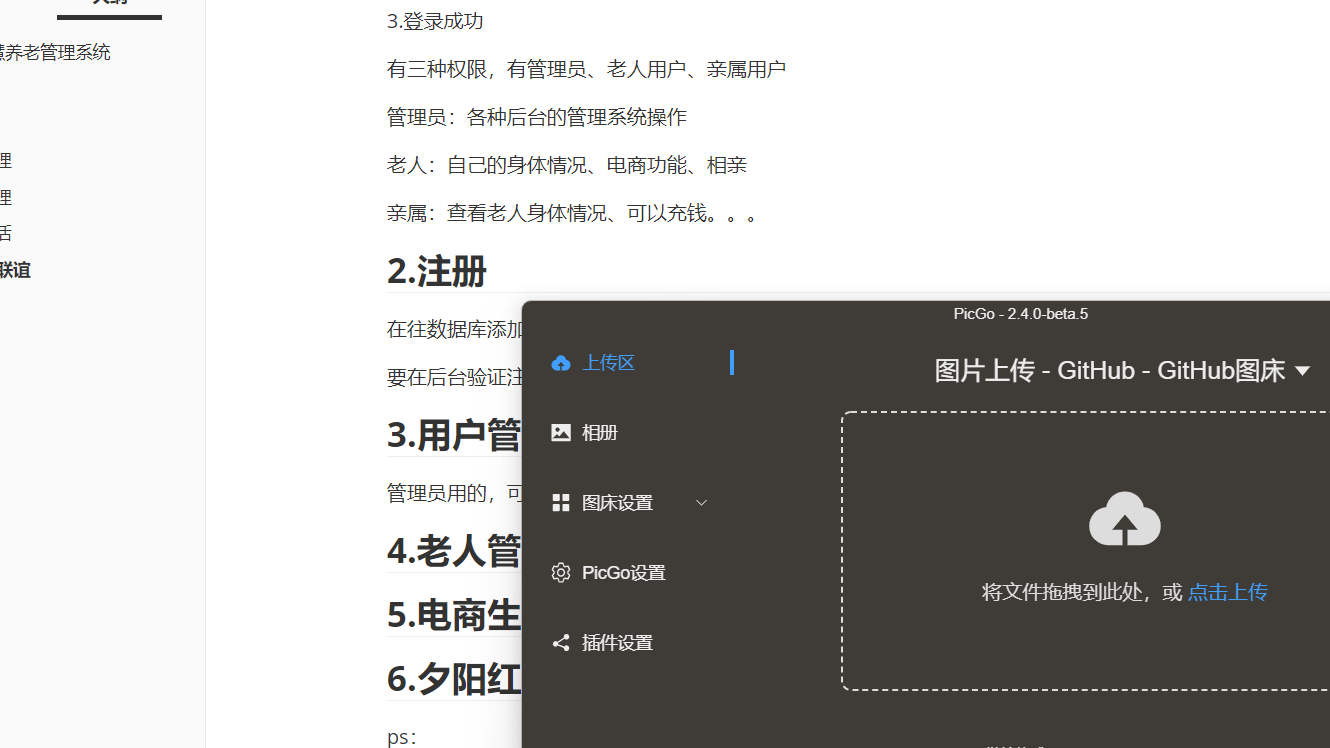 慧养老管理系统
理
理
活
联谊
3.登录成功
有三种权限，有管理员、老人用户、亲属用户
管理员：各种后台的管理系统操作
老人：自己的身体情况、电商功能、相亲
亲属：查看老人身体情况、可以充钱。。。
2.注册
在往数据库添加
要在后台验证注
3.用户管
管理员用的，可
4.老人管
5.电商生
6.夕阳红
ps：
PicGo - 2.4.0-beta.5
上传区
相册
图床设置
PicGo设置
插件设置
图片上传 - GitHub - GitHub图床
将文件拖拽到此处，或 点击上传